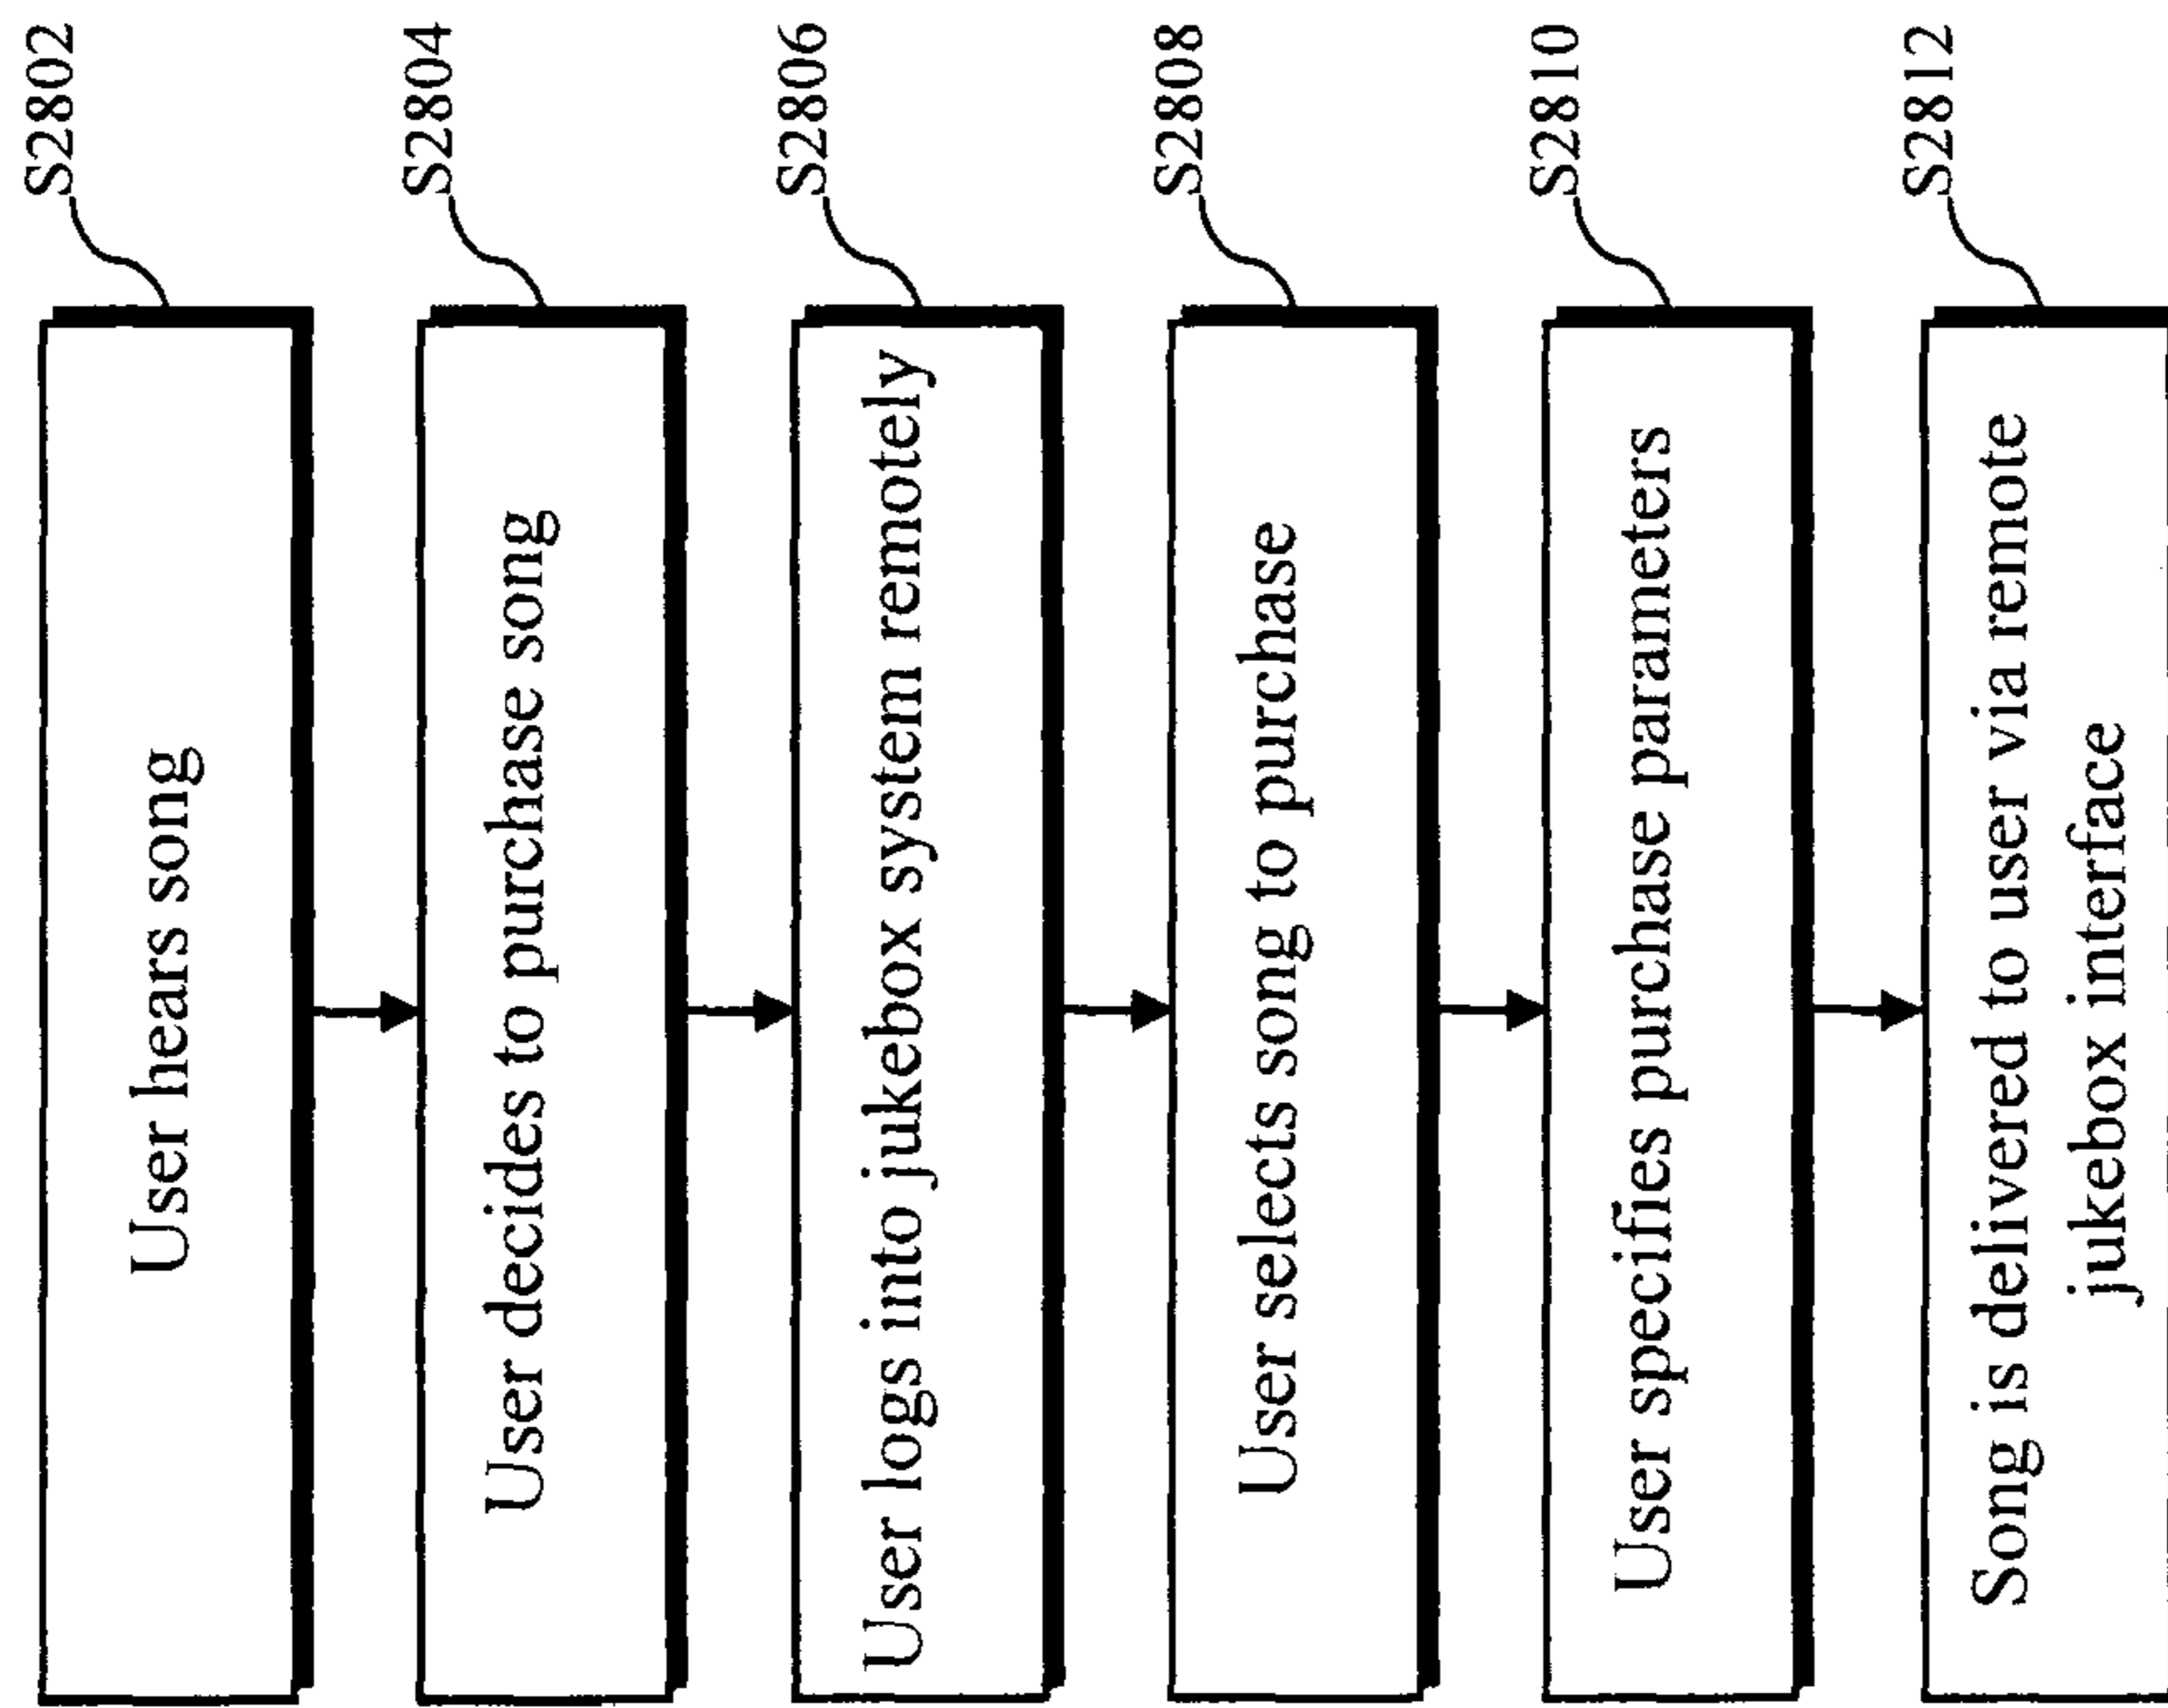 S2802
User hears song
S2804
User decides to purchase song
S2806
User logs into jukebox system remotely
S2808
User selects song to purchase
S2810
User specifies purchase parameters
S2812
Song is delivered to user via remote
jukebox interface